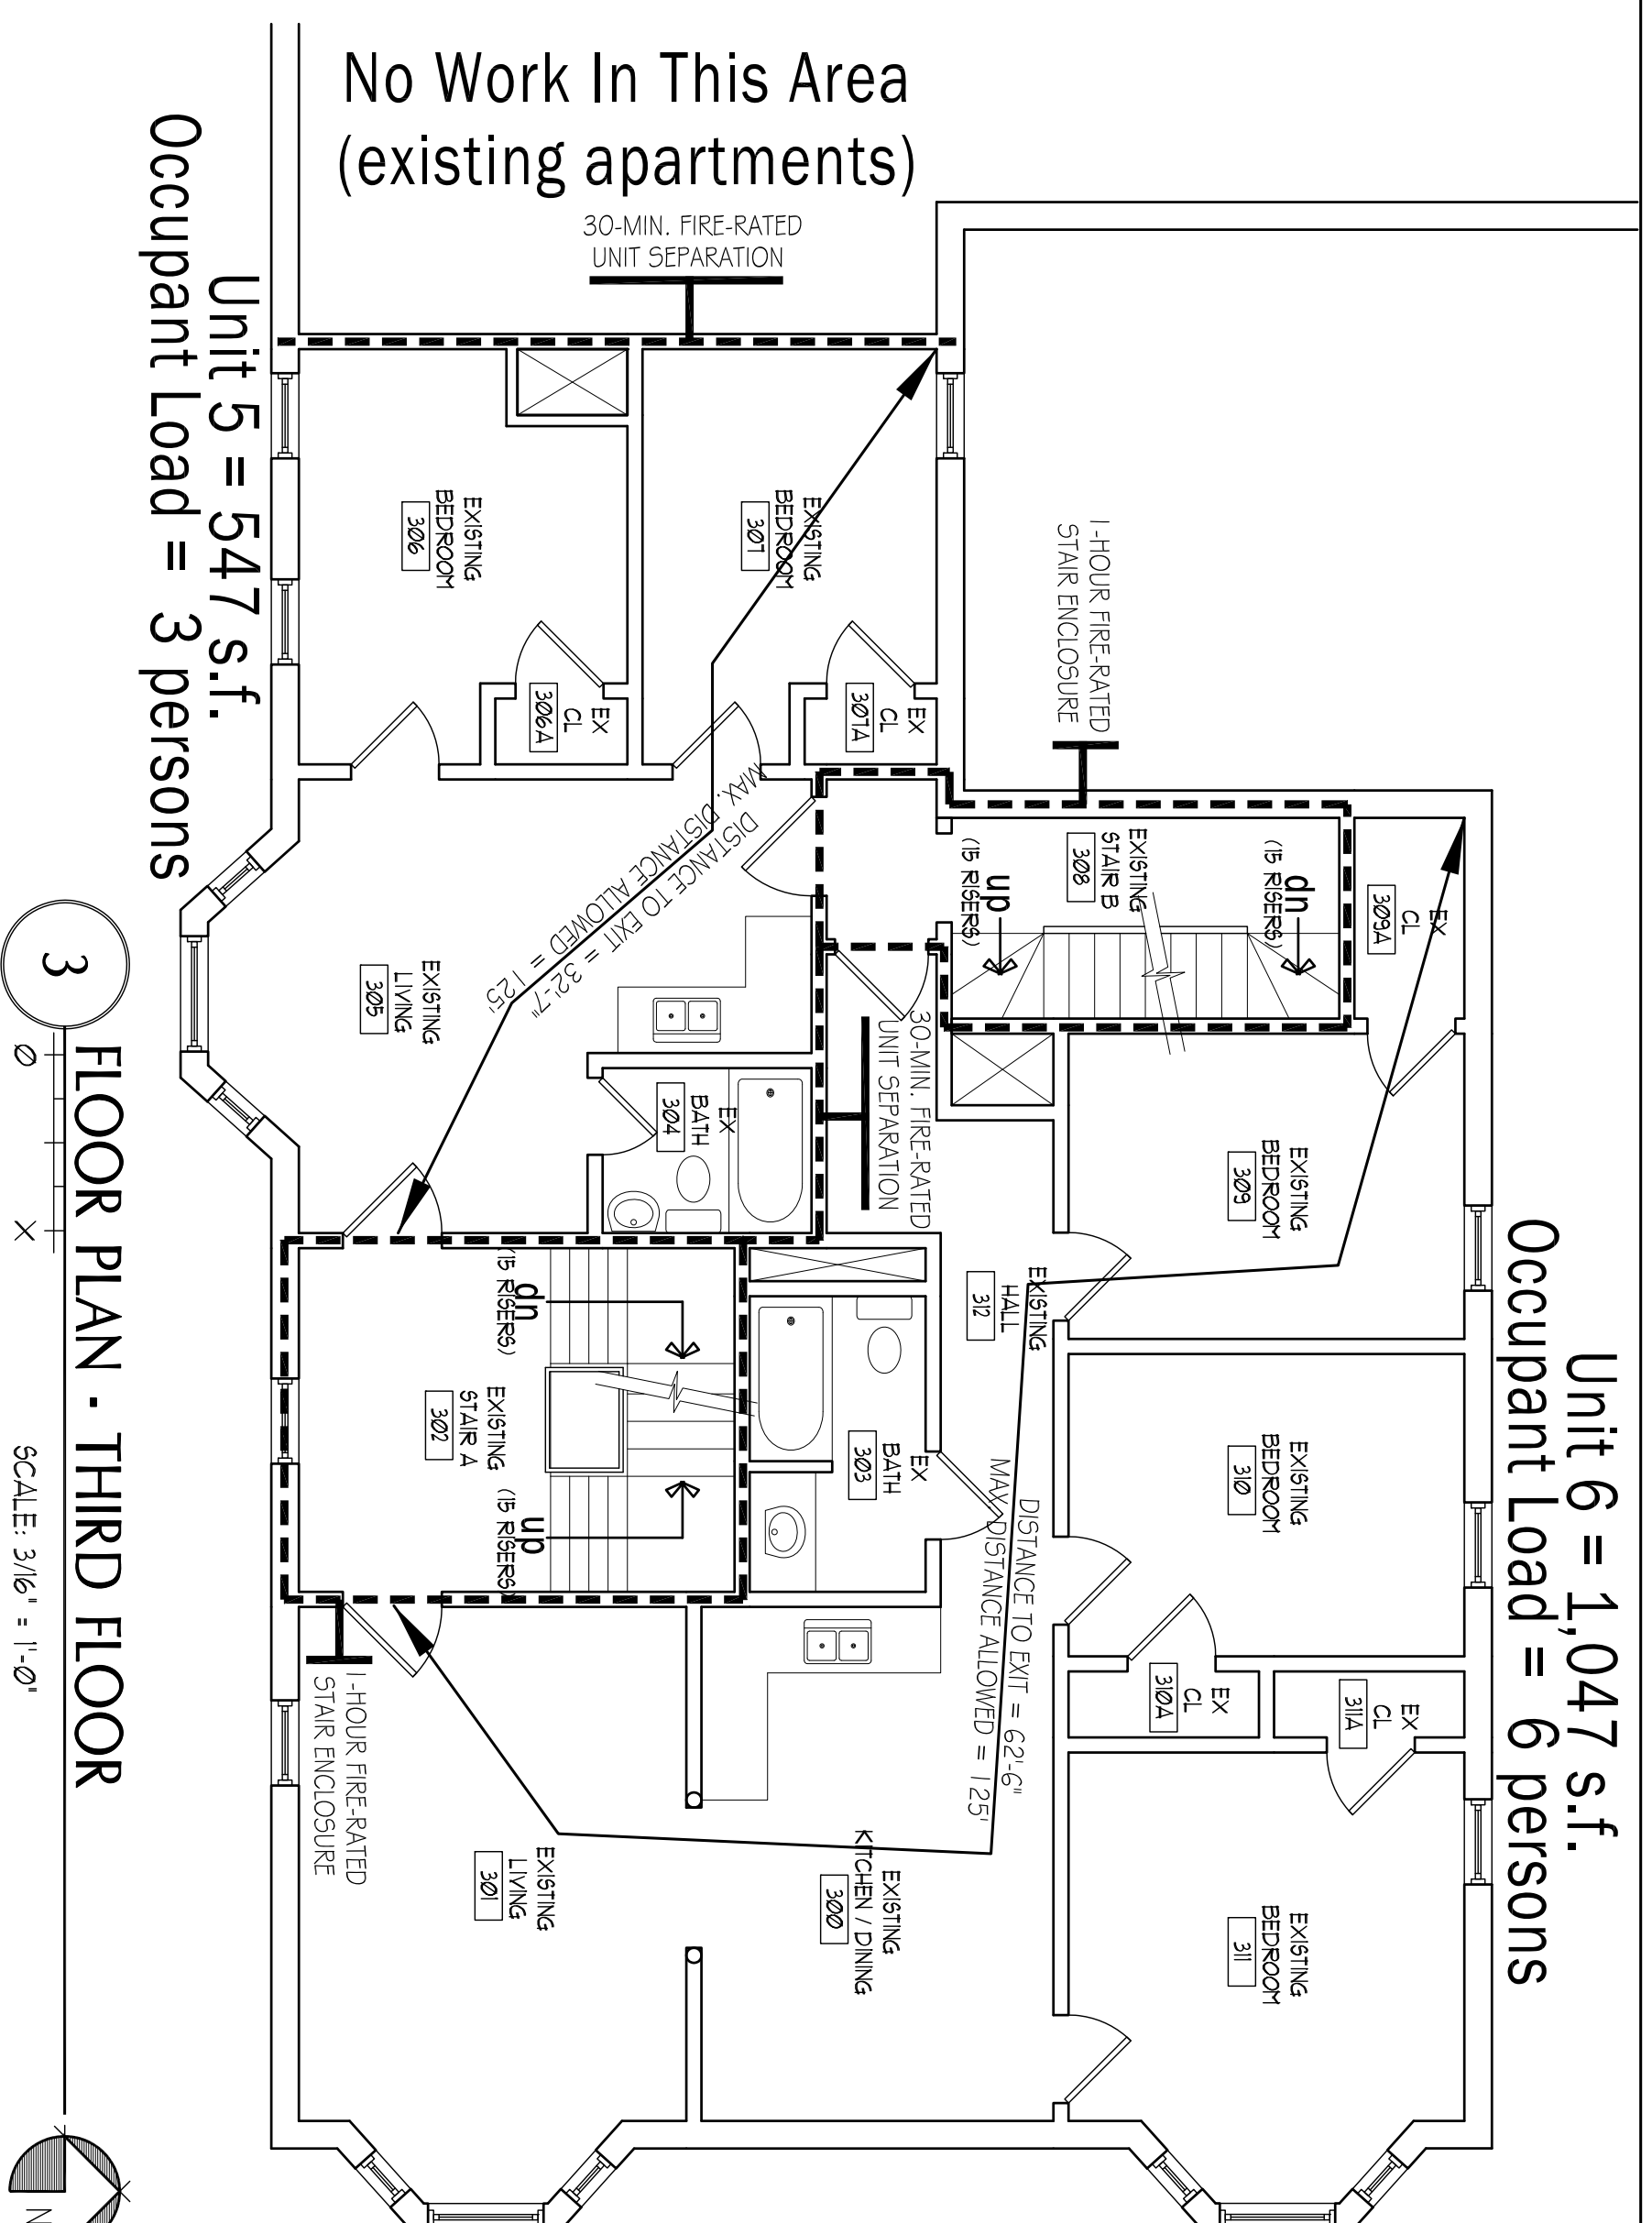 No Work In This Area
(existing apartments)
30-MIN. FIRE-RATED
UNIT SEPARATION
Unit 6 = 1,047 s.f.
Occupant Load = 6 persons
Unit 5 = 547 s.f.
Occupant Load = 3 persons
1-HOUR FIRE-RATED
STAIR ENCLOSURE
EX
CL
309A
dn
(15 RISERS)
EXISTING
STAIR B
308
up
(15 RISERS)
EXISTING
BEDROOM
307
EX
CL
307A
EXISTING
BEDROOM
306
EX
CL
306A
DISTANCE TO EXIT = 32'-7"
MAX. DISTANCE ALLOWED = 125'
EXISTING
LIVING
305
EX
BATH
304
30-MIN. FIRE-RATED
UNIT SEPARATION
EXISTING
BEDROOM
309
EXISTING
HALL
312
EXISTING
BEDROOM
310
EX
CL
310A
EX
CL
311A
EX
BATH
303
dn
(15 RISERS)
EXISTING
STAIR A
302
up
(15 RISERS)
DISTANCE TO EXIT = 62'-6"
MAX. DISTANCE ALLOWED = 125'
1-HOUR FIRE-RATED
STAIR ENCLOSURE
EXISTING
BEDROOM
311
EXISTING
KITCHEN / DINING
300
EXISTING
LIVING
301
3
FLOOR PLAN · THIRD FLOOR
0
X
SCALE: 3/16" = 1'-0"
N